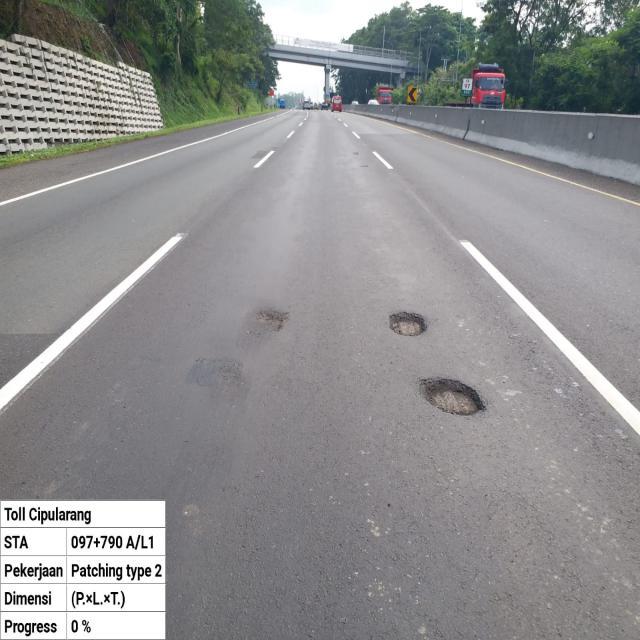 Toll Cipularang
STA 097+790 A/L1
Pekerjaan Patching type 2
Dimensi (P.×L.×T.)
Progress 0 %